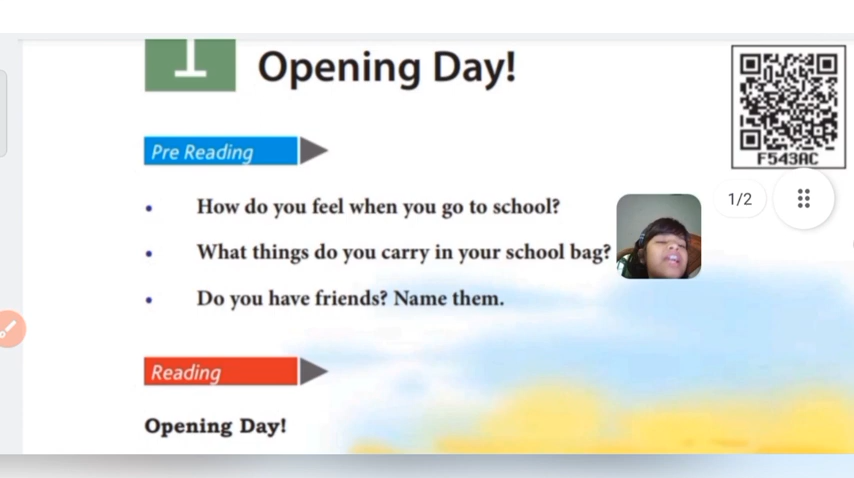 1
Opening Day!
F543AC
Pre Reading
1/2
• How do you feel when you go to school?
• What things do you carry in your school bag?
• Do you have friends? Name them.
Reading
Opening Day!